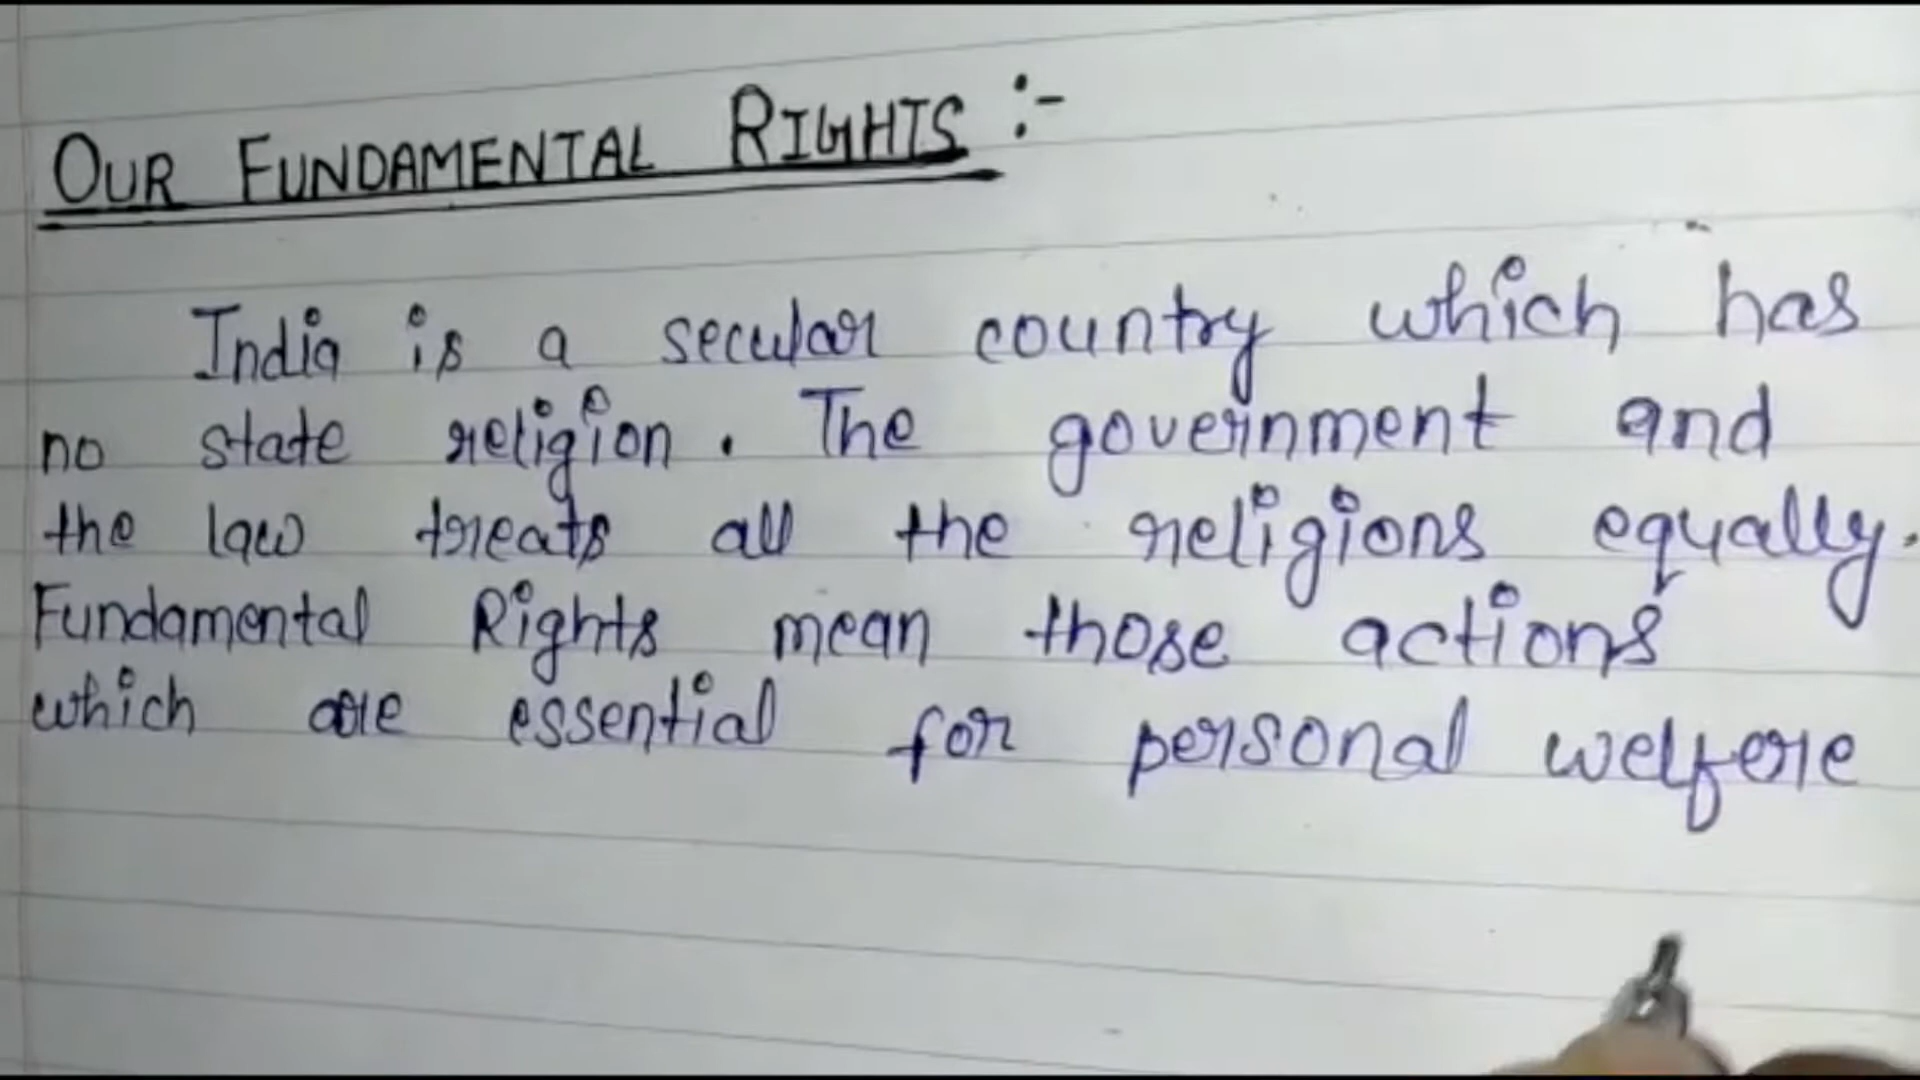 OUR FUNDAMENTAL RIGHTS :-
India is a secular country which has
no state religion. The government and
the law treats all the religions equally.
Fundamental Rights mean those actions
which are essential for personal welfere